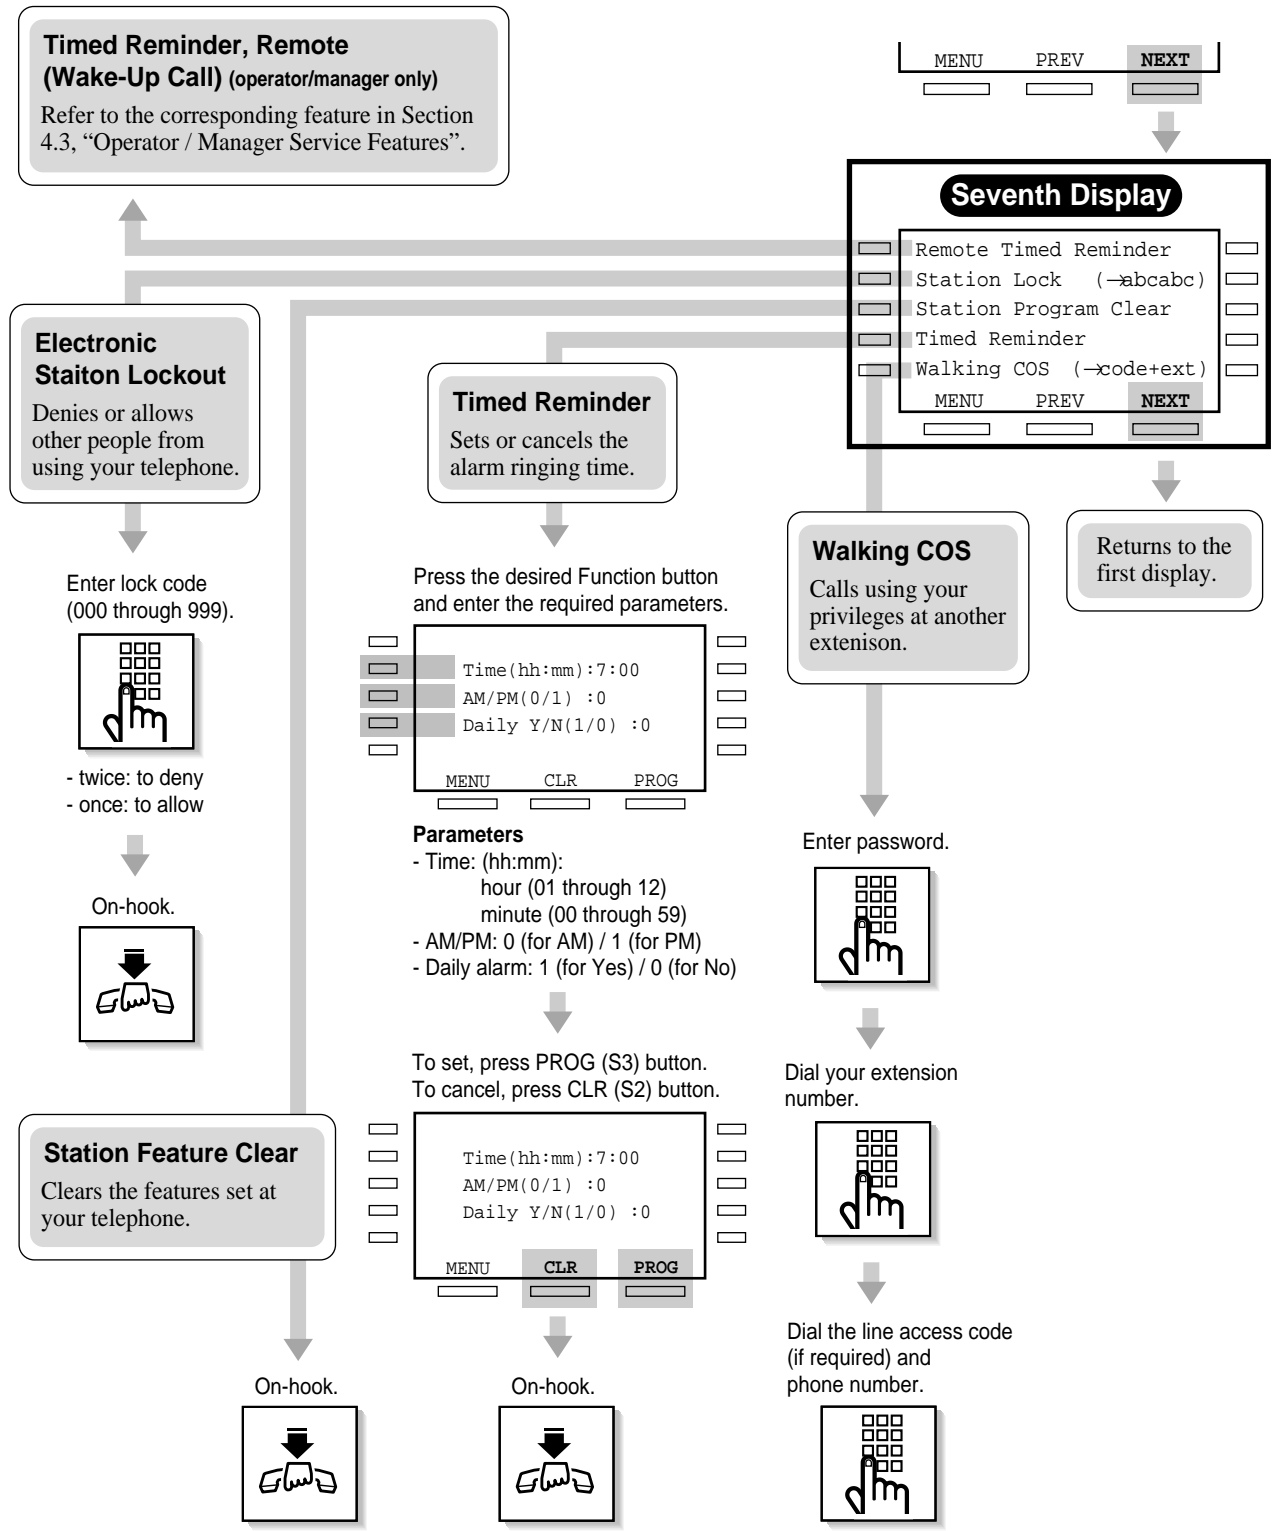 Timed Reminder, Remote
(Wake-Up Call) (operator/manager only)
Refer to the corresponding feature in Section
4.3, “Operator / Manager Service Features”.
MENU PREV NEXT
Seventh Display
Remote Timed Reminder
Station Lock (→abcabc)
Station Program Clear
Timed Reminder
Walking COS (→code+ext)
MENU PREV NEXT
Returns to the
first display.
Electronic
Staiton Lockout
Denies or allows
other people from
using your telephone.
Enter lock code
(000 through 999).
- twice: to deny
- once: to allow
On-hook.
Station Feature Clear
Clears the features set at
your telephone.
On-hook.
Timed Reminder
Sets or cancels the
alarm ringing time.
Press the desired Function button
and enter the required parameters.
Time(hh:mm):7:00
AM/PM(0/1) :0
Daily Y/N(1/0) :0
MENU CLR PROG
Parameters
- Time: (hh:mm):
hour (01 through 12)
minute (00 through 59)
- AM/PM: 0 (for AM) / 1 (for PM)
- Daily alarm: 1 (for Yes) / 0 (for No)
To set, press PROG (S3) button.
To cancel, press CLR (S2) button.
Time(hh:mm):7:00
AM/PM(0/1) :0
Daily Y/N(1/0) :0
MENU CLR PROG
On-hook.
Walking COS
Calls using your
privileges at another
extenison.
Enter password.
Dial your extension
number.
Dial the line access code
(if required) and
phone number.